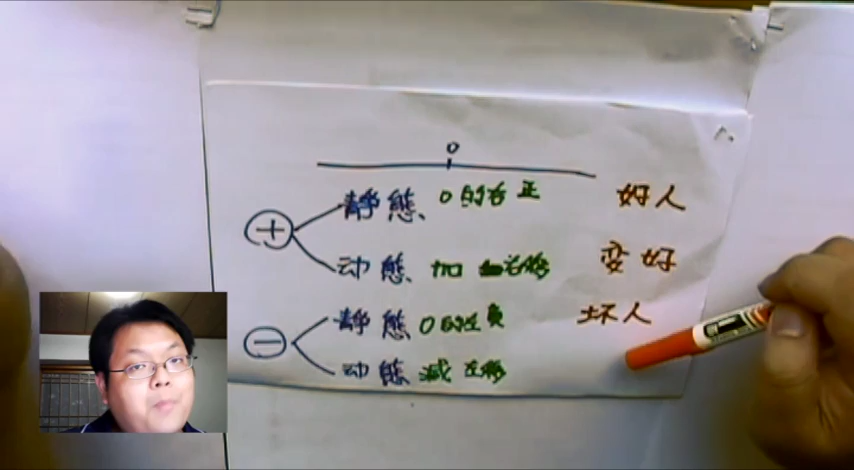 0
+ 静態 0的右 正 好人
动態 加 右移 变好
- 静態 0的左 負 坏人
动態 減 左移